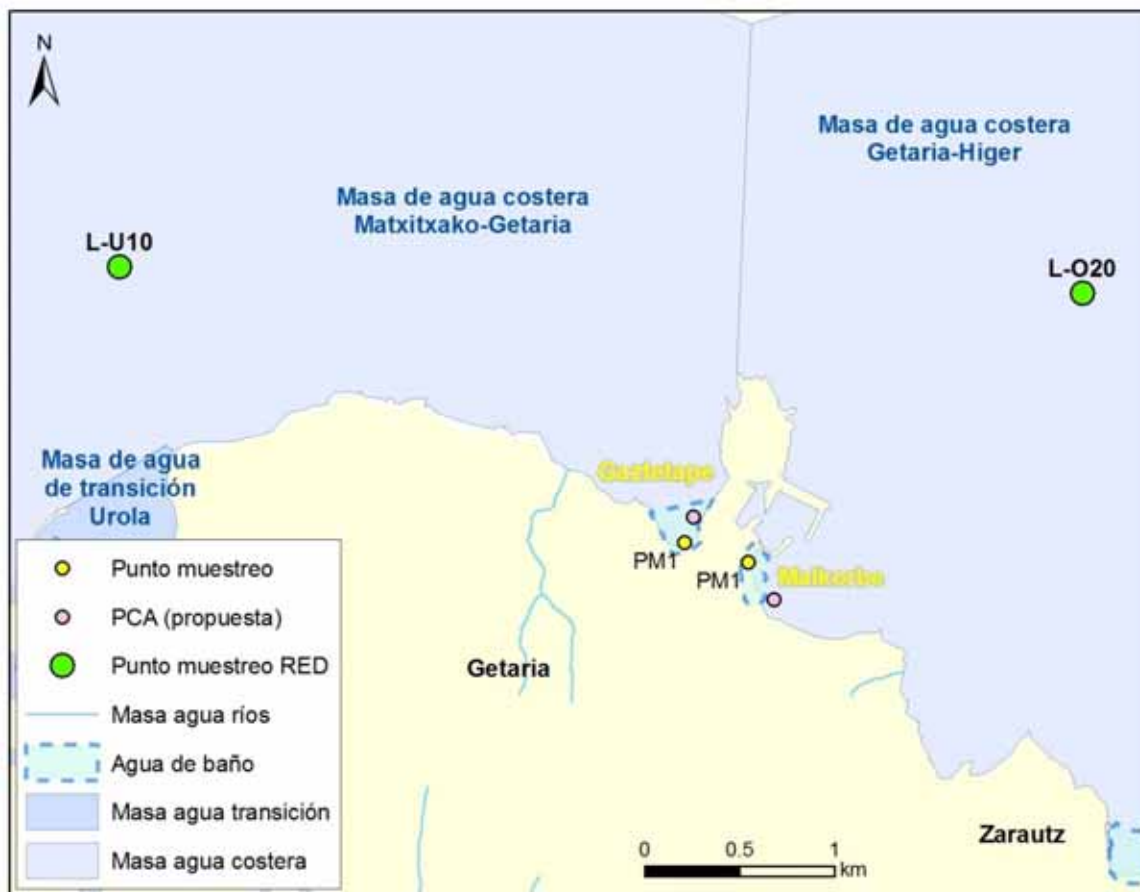 N
Masa de agua costera
Getaria-Higer
Masa de agua costera
Matxitxako-Getaria
L-U10
L-O20
Masa de agua
de transición
Urola
Gaztetape
PM1
PM1
Malkorbe
Getaria
Zarautz
Punto muestreo
PCA (propuesta)
Punto muestreo RED
Masa agua ríos
Agua de baño
Masa agua transición
Masa agua costera
0 0.5 1
km